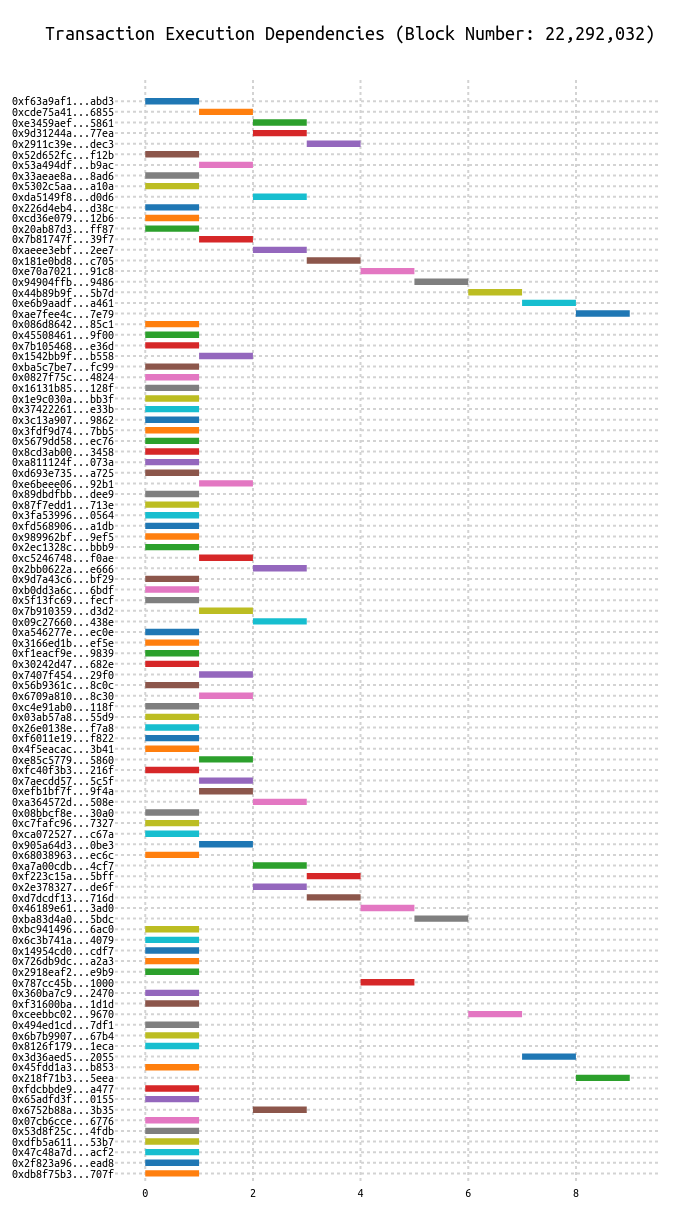 Transaction Execution Dependencies (Block Number: 22,292,032)
0xf63a9af1...abd3
0xcde75a41...6855
0xe3459aef...5861
0x9d31244a...77ea
0x2911c39e...dec3
0x52d652fc...f12b
0x53a494df...b9ac
0x33aeae8a...8ad6
0x5302c5aa...a10a
0xda5149f8...d0d6
0x226d4eb4...d38c
0xcd36e079...12b6
0x20ab87d3...ff87
0x7b81747f...39f7
0xaeee3ebf...2ee7
0x181e0bd8...c705
0xe70a7021...91c8
0x94904ffb...9486
0x44b89b9f...5b7d
0xe6b9aadf...a461
0xae7fee4c...7e79
0x086d8642...85c1
0x45508461...9f00
0x7b105468...e36d
0x1542bb9f...b558
0xba5c7be7...fc99
0x0827f75c...4824
0x16131b85...128f
0x1e9c030a...bb3f
0x37422261...e33b
0x3c13a907...9862
0x3fdf9d74...7bb5
0x5679dd58...ec76
0x8cd3ab00...3458
0xa811124f...073a
0xd693e735...a725
0xe6beee06...92b1
0x89dbdfbb...dee9
0x87f7edd1...713e
0x3fa53996...0564
0xfd568906...a1db
0x989962bf...9ef5
0x2ec1328c...bbb9
0xc5246748...f0ae
0x2bb0622a...e666
0x9d7a43c6...bf29
0xb0dd3a6c...6bdf
0x5f13fc69...fecf
0x7b910359...d3d2
0x09c27660...438e
0xa546277e...ec0e
0x3166ed1b...ef5e
0xf1eacf9e...9839
0x30242d47...682e
0x7407f454...29f0
0x56b9361c...8c0c
0x6709a810...8c30
0xc4e91ab0...118f
0x03ab57a8...55d9
0x26e0138e...f7a8
0xf6011e19...f822
0x4f5eacac...3b41
0xe85c5779...5860
0xfc40f3b3...216f
0x7aecdd57...5c5f
0xefb1bf7f...9f4a
0xa364572d...508e
0x08bbcf8e...30a0
0xc7fafc96...7327
0xca072527...c67a
0x905a64d3...0be3
0x68038963...ec6c
0xa7a00cdb...4cf7
0xf223c15a...5bff
0x2e378327...de6f
0xd7dcdf13...716d
0x46189e61...3ad0
0xba83d4a0...5bdc
0xbc941496...6ac0
0x6c3b741a...4079
0x14954cd0...cdf7
0x726db9dc...a2a3
0x2918eaf2...e9b9
0x787cc45b...1000
0x360ba7c9...2470
0xf31600ba...1d1d
0xceebbc02...9670
0x494ed1cd...7df1
0x6b7b9907...67b4
0x8126f179...1eca
0x3d36aed5...2055
0x45fdd1a3...b853
0x218f71b3...5eea
0xfdcbbde9...a477
0x65adfd3f...0155
0x6752b88a...3b35
0x07cb6cce...6776
0x53d8f25c...4fdb
0xdfb5a611...53b7
0x47c48a7d...acf2
0x2f823a96...ead8
0xdb8f75b3...707f
0 2 4 6 8